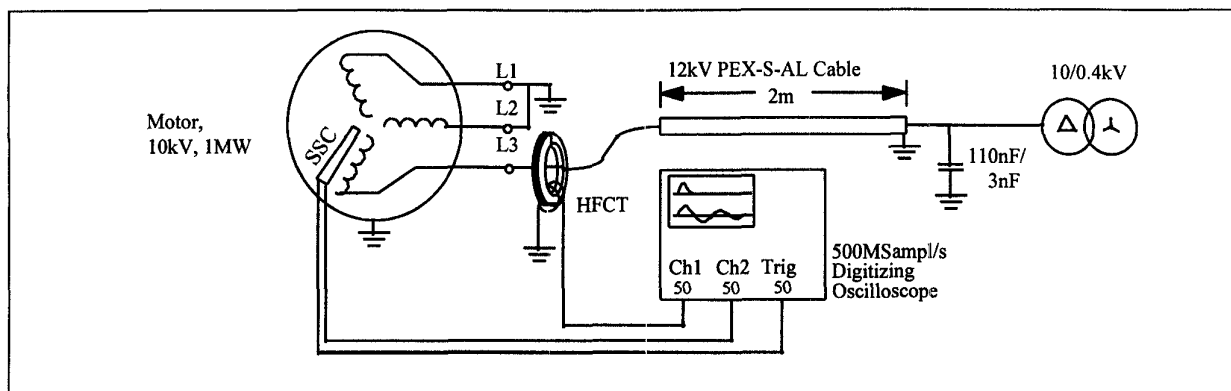 12kV PEX-S-AL Cable
2m
10/0.4kV
L1
L2
L3
Motor,
10kV, 1MW
SSC
HFCT
110nF/
3nF
Ch1 Ch2 Trig
50 50 50
500MSampl/s
Digitizing
Oscilloscope